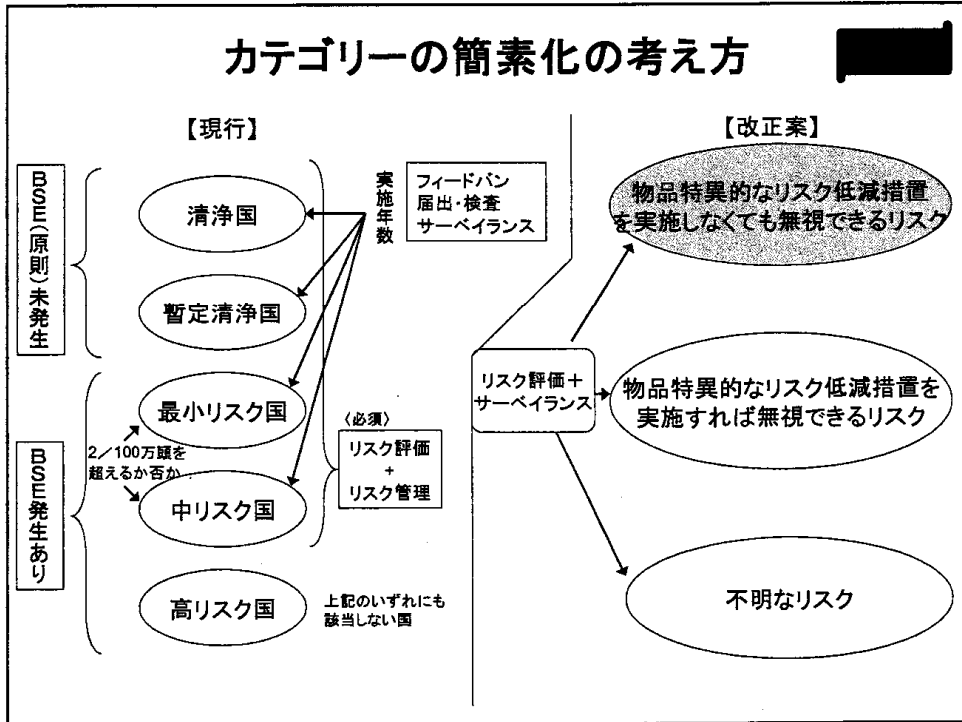 カテゴリーの簡素化の考え方
【現行】
BSE(原則)未発生
清浄国
暫定清浄国
実施年数
フィードバン
届出・検査
サーベイランス
BSE発生あり
最小リスク国
2／100万頭を
超えるか否か
中リスク国
高リスク国
〈必須〉
リスク評価
+
リスク管理
上記のいずれにも
該当しない国
【改正案】
リスク評価＋
サーベイランス
物品特異的なリスク低減措置
を実施しなくても無視できるリスク
物品特異的なリスク低減措置を
実施すれば無視できるリスク
不明なリスク